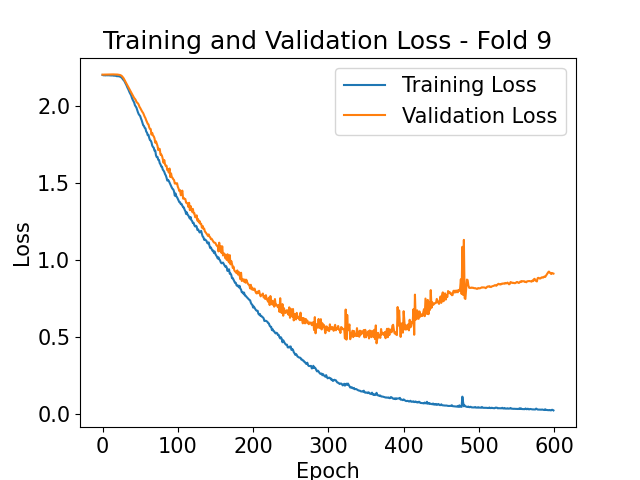 Training and Validation Loss - Fold 9
Training Loss
Validation Loss
2.0
1.5
1.0
0.5
0.0
Loss
0 100 200 300 400 500 600
Epoch